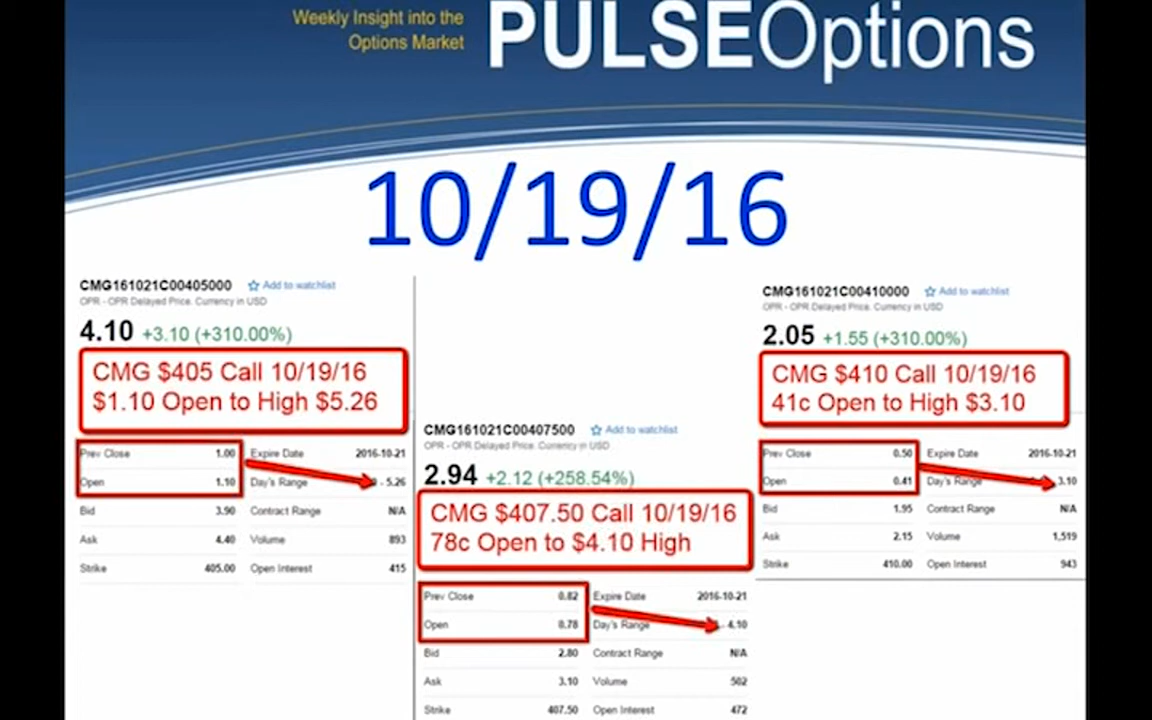 Weekly Insight into the
Options Market
PULSEOptions
10/19/16
CMG161021C00405000 Add to watchlist
OPR - OPR Delayed Price. Currency in USD
4.10 +3.10 (+310.00%)
CMG $405 Call 10/19/16
$1.10 Open to High $5.26
Prev Close 1.00 Expire Date 2016-10-21
Open 1.10 Day's Range - 5.26
Bid 3.90 Contract Range N/A
Ask 4.40 Volume 893
Strike 405.00 Open Interest 415
CMG161021C00407500 Add to watchlist
OPR - OPR Delayed Price. Currency in USD
2.94 +2.12 (+258.54%)
CMG $407.50 Call 10/19/16
78c Open to $4.10 High
Prev Close 0.82 Expire Date 2016-10-21
Open 0.78 Day's Range 4.10
Bid 2.80 Contract Range N/A
Ask 3.10 Volume 502
Strike 407.50 Open Interest 472
CMG161021C00410000 Add to watchlist
OPR - OPR Delayed Price. Currency in USD
2.05 +1.55 (+310.00%)
CMG $410 Call 10/19/16
41c Open to High $3.10
Prev Close 0.50 Expire Date 2016-10-21
Open 0.41 Day's Range 3.10
Bid 1.95 Contract Range N/A
Ask 2.15 Volume 1,519
Strike 410.00 Open Interest 943